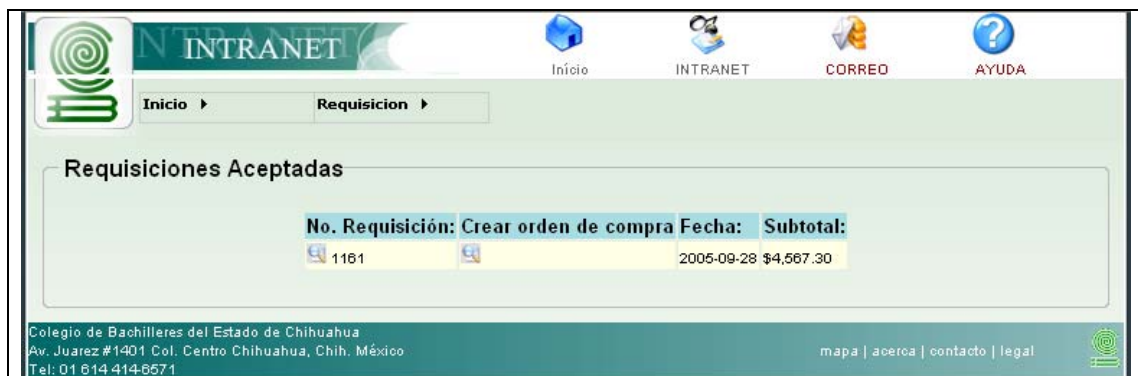 INTRANET
Início INTRANET CORREO AYUDA
Inicio Requisicion
Requisiciones Aceptadas
No. Requisición: Crear orden de compra Fecha: Subtotal:
1161 2005-09-28 $4,567.30
Colegio de Bachilleres del Estado de Chihuahua
Av. Juarez #1401 Col. Centro Chihuahua, Chih. México
mapa | acerca | contacto | legal
Tel: 01 614 414-6571